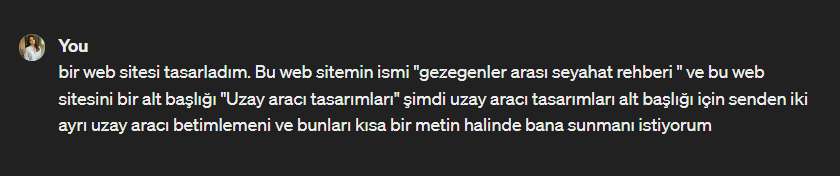 You
bir web sitesi tasarladım. Bu web sitemin ismi "gezegenler arası seyahat rehberi " ve bu web
sitesini bir alt başlığı "Uzay aracı tasarımları" şimdi uzay aracı tasarımları alt başlığı için senden iki
ayrı uzay aracı betimlemeni ve bunları kısa bir metin halinde bana sunmanı istiyorum